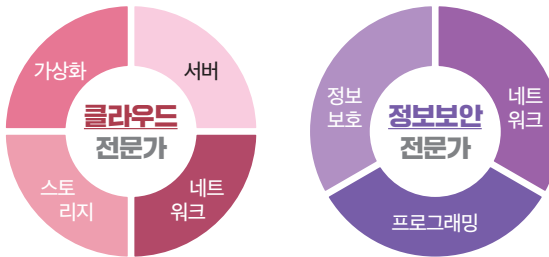 가상화
서버
클라우드
전문가
스토
리지
네트
워크
정보
보호
네트
워크
정보보안
전문가
프로그래밍